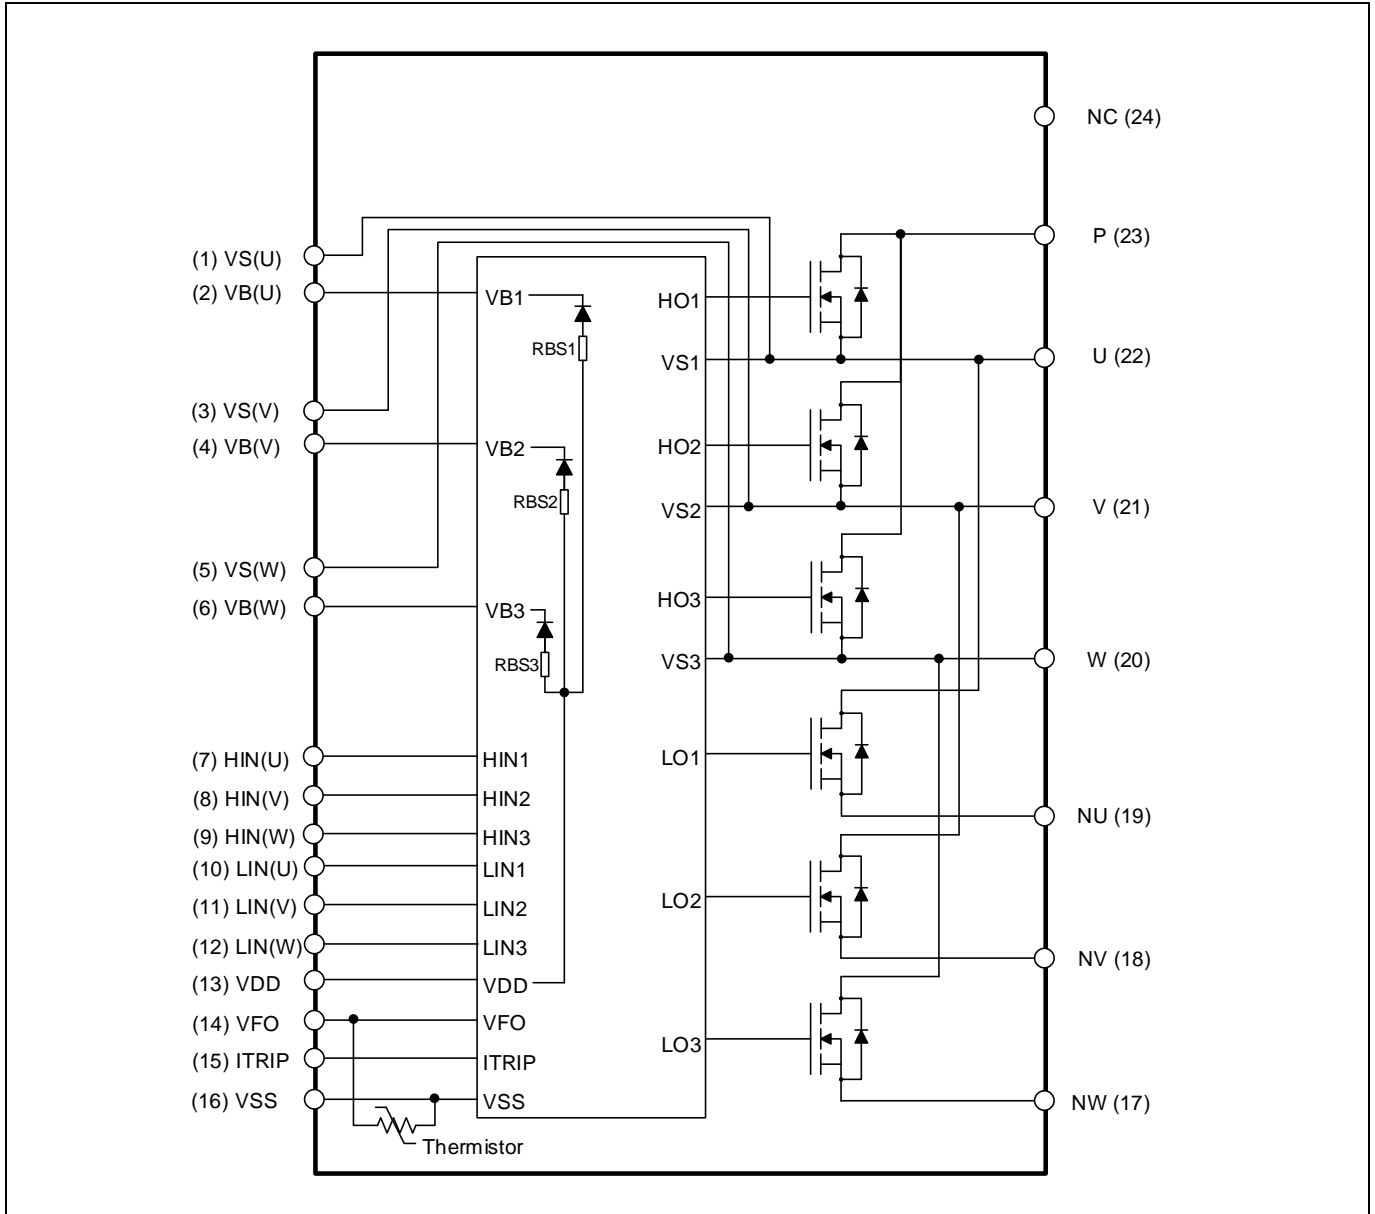 NC (24)
P (23)
(1) VS(U)
(2) VB(U)
VB1
HO1
RBS1
VS1
U (22)
(3) VS(V)
(4) VB(V)
VB2
HO2
RBS2
VS2
V (21)
(5) VS(W)
(6) VB(W)
VB3
HO3
RBS3
VS3
W (20)
(7) HIN(U)
HIN1
LO1
(8) HIN(V)
HIN2
(9) HIN(W)
HIN3
NU (19)
(10) LIN(U)
LIN1
(11) LIN(V)
LIN2
LO2
(12) LIN(W)
LIN3
NV (18)
(13) VDD
VDD
(14) VFO
VFO
LO3
(15) ITRIP
ITRIP
(16) VSS
VSS
NW (17)
Thermistor